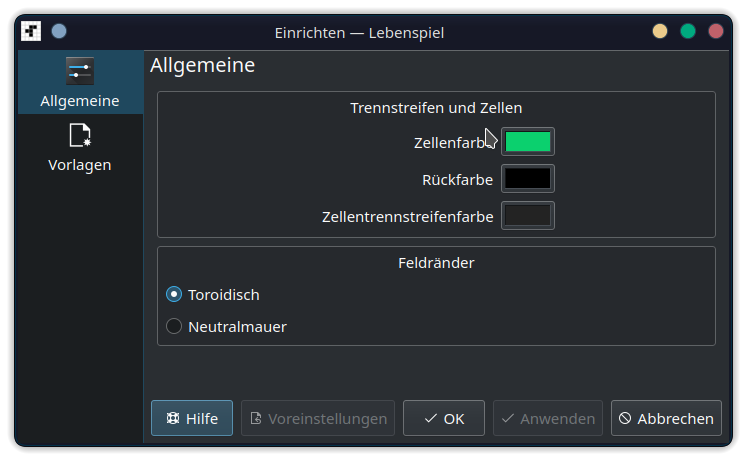 Einrichten — Lebenspiel
Allgemeine
Vorlagen
Allgemeine
Trennstreifen und Zellen
Zellenfarbe
Rückfarbe
Zellentrennstreifenfarbe
Feldränder
Toroidisch
Neutralmauer
Hilfe
Voreinstellungen
OK
Anwenden
Abbrechen